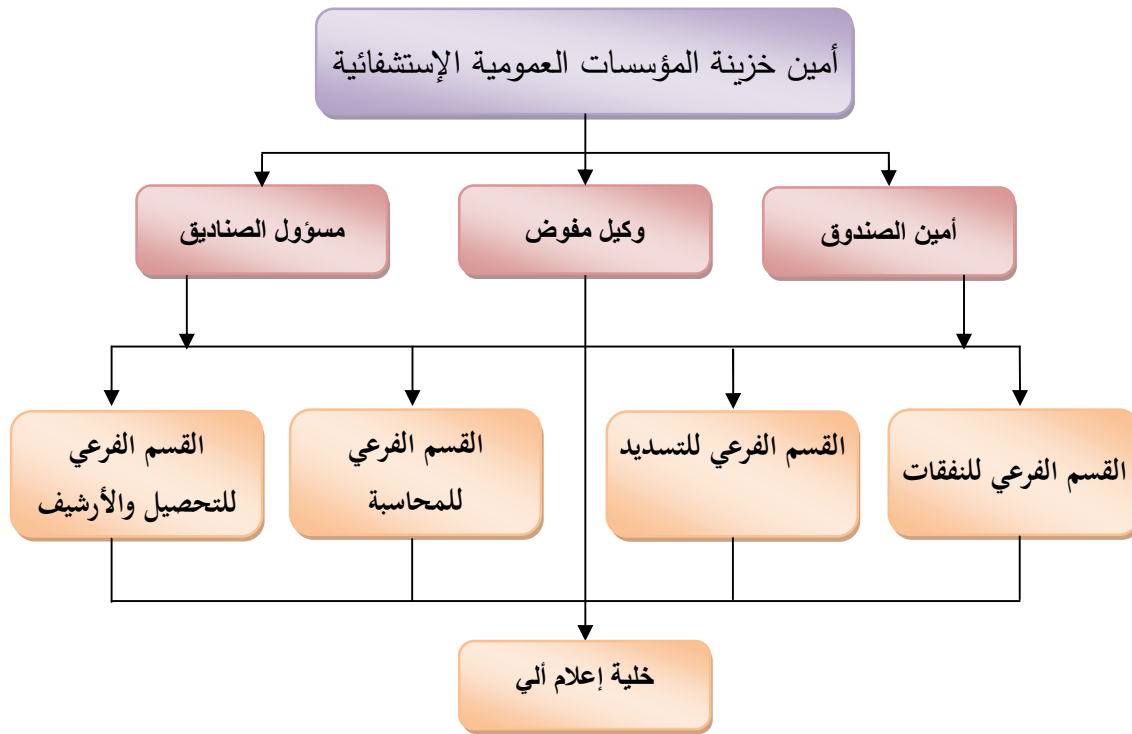 أمين خزينة المؤسسات العمومية الإستشفائية
أمين الصندوق
وكيل مفوض
مسؤول الصناديق
القسم الفرعي للنفقات
القسم الفرعي للتسديد
القسم الفرعي
للمحاسبة
القسم الفرعي
للتحصيل والأرشيف
خلية إعلام ألي